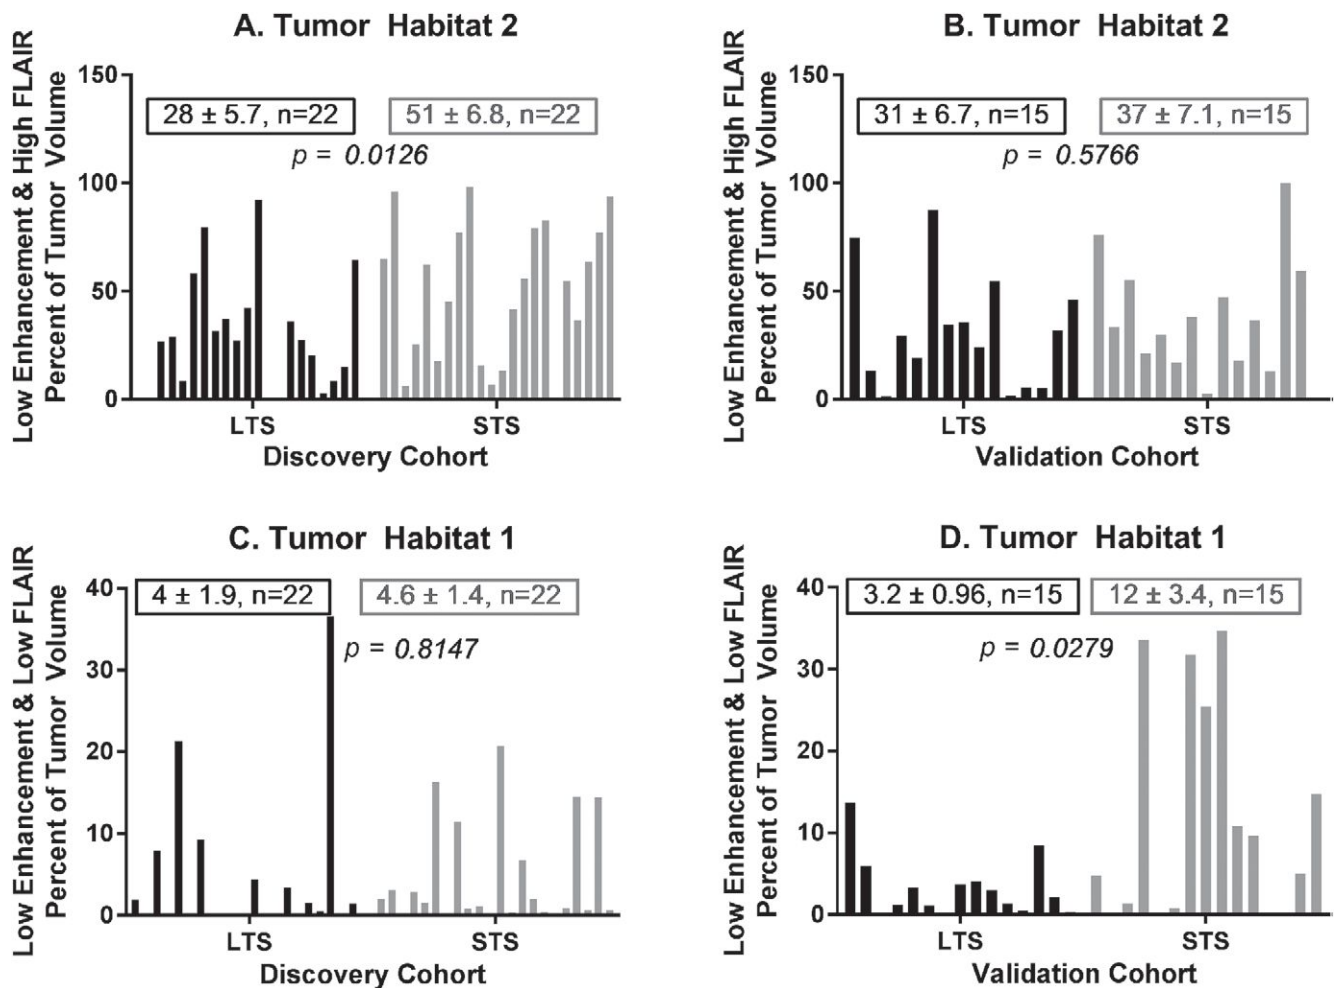 A. Tumor Habitat 2
Low Enhancement & High FLAIR
Percent of Tumor Volume
150
100
50
0
28 ± 5.7, n=22
51 ± 6.8, n=22
p = 0.0126
LTS
STS
Discovery Cohort
B. Tumor Habitat 2
Low Enhancement & High FLAIR
Percent of Tumor Volume
150
100
50
0
31 ± 6.7, n=15
37 ± 7.1, n=15
p = 0.5766
LTS
STS
Validation Cohort
C. Tumor Habitat 1
Low Enhancement & Low FLAIR
Percent of Tumor Volume
40
30
20
10
0
4 ± 1.9, n=22
4.6 ± 1.4, n=22
p = 0.8147
LTS
STS
Discovery Cohort
D. Tumor Habitat 1
Low Enhancement & Low FLAIR
Percent of Tumor Volume
40
30
20
10
0
3.2 ± 0.96, n=15
12 ± 3.4, n=15
p = 0.0279
LTS
STS
Validation Cohort